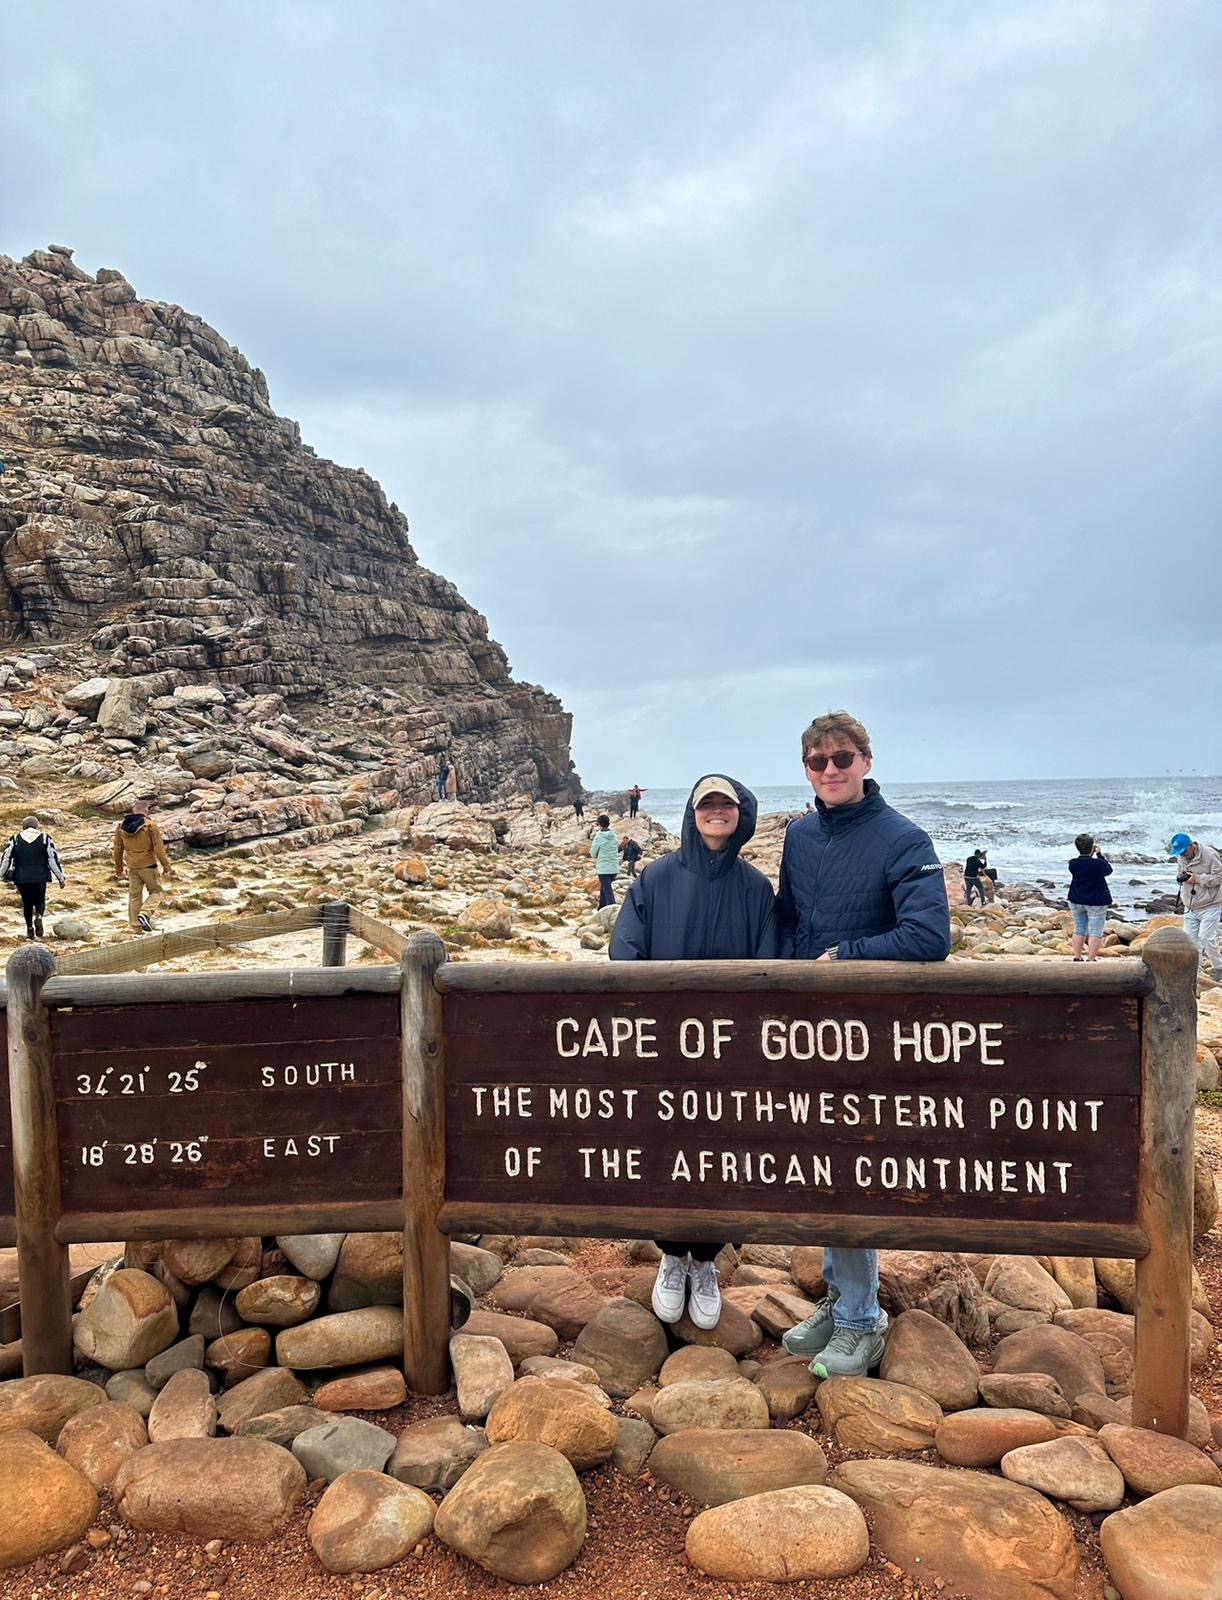 34° 21' 25" SOUTH
18° 28' 26" EAST
CAPE OF GOOD HOPE
THE MOST SOUTH-WESTERN POINT
OF THE AFRICAN CONTINENT
MUSTO